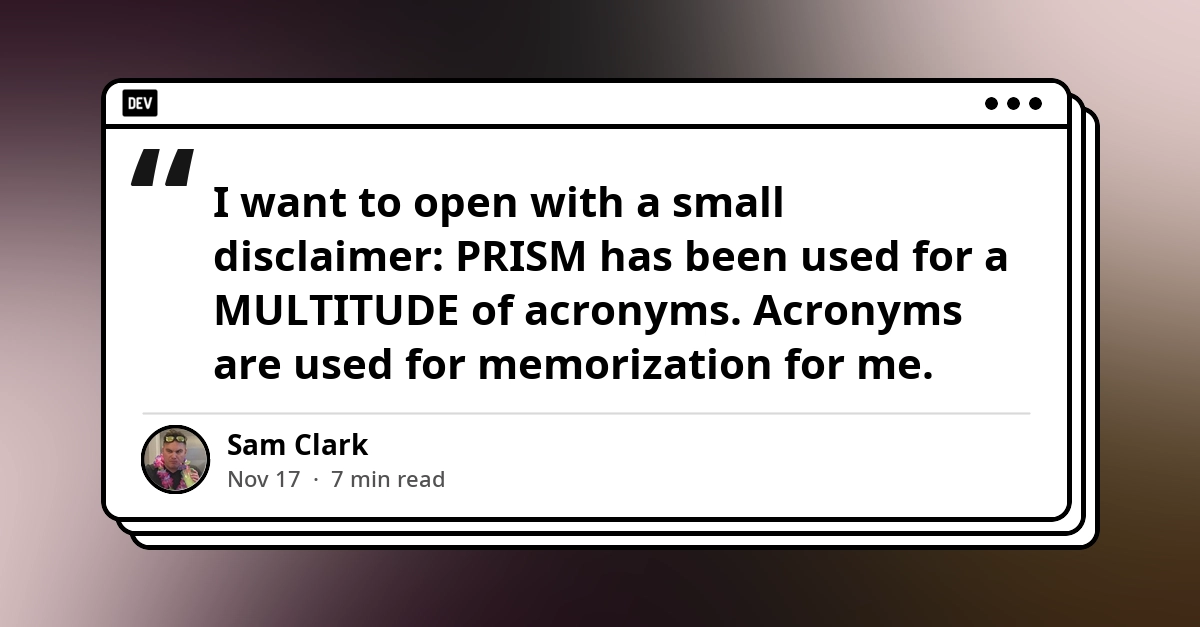 DEV
“
I want to open with a small
disclaimer: PRISM has been used for a
MULTITUDE of acronyms. Acronyms
are used for memorization for me.
Sam Clark
Nov 17 · 7 min read